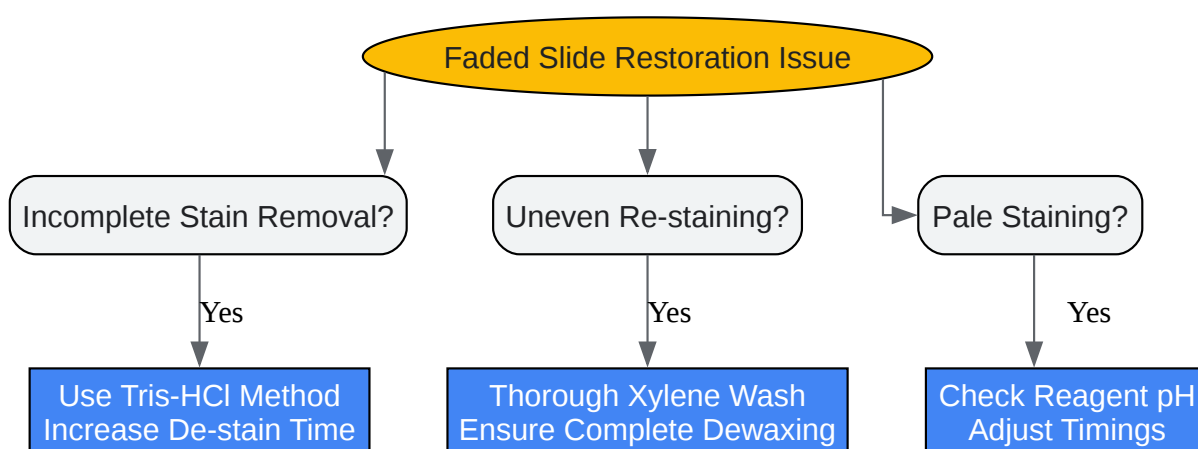 Faded Slide Restoration Issue
Incomplete Stain Removal?
Uneven Re-staining?
Pale Staining?
Yes
Yes
Yes
Use Tris-HCl Method
Increase De-stain Time
Thorough Xylene Wash
Ensure Complete Dewaxing
Check Reagent pH
Adjust Timings